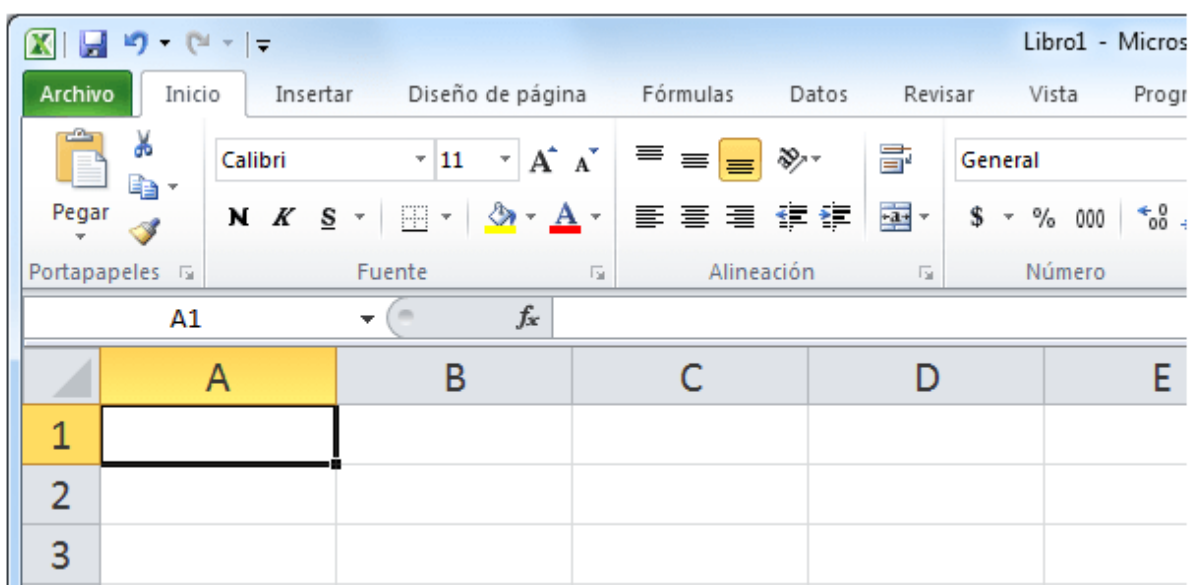 Libro1 - Micros
Archivo Inicio Insertar Diseño de página Fórmulas Datos Revisar Vista Progr
Calibri 11 A A General
Pegar N K S A a $ % 000
Portapapeles Fuente Alineación Número
A1 fx
A B C D E
1
2
3